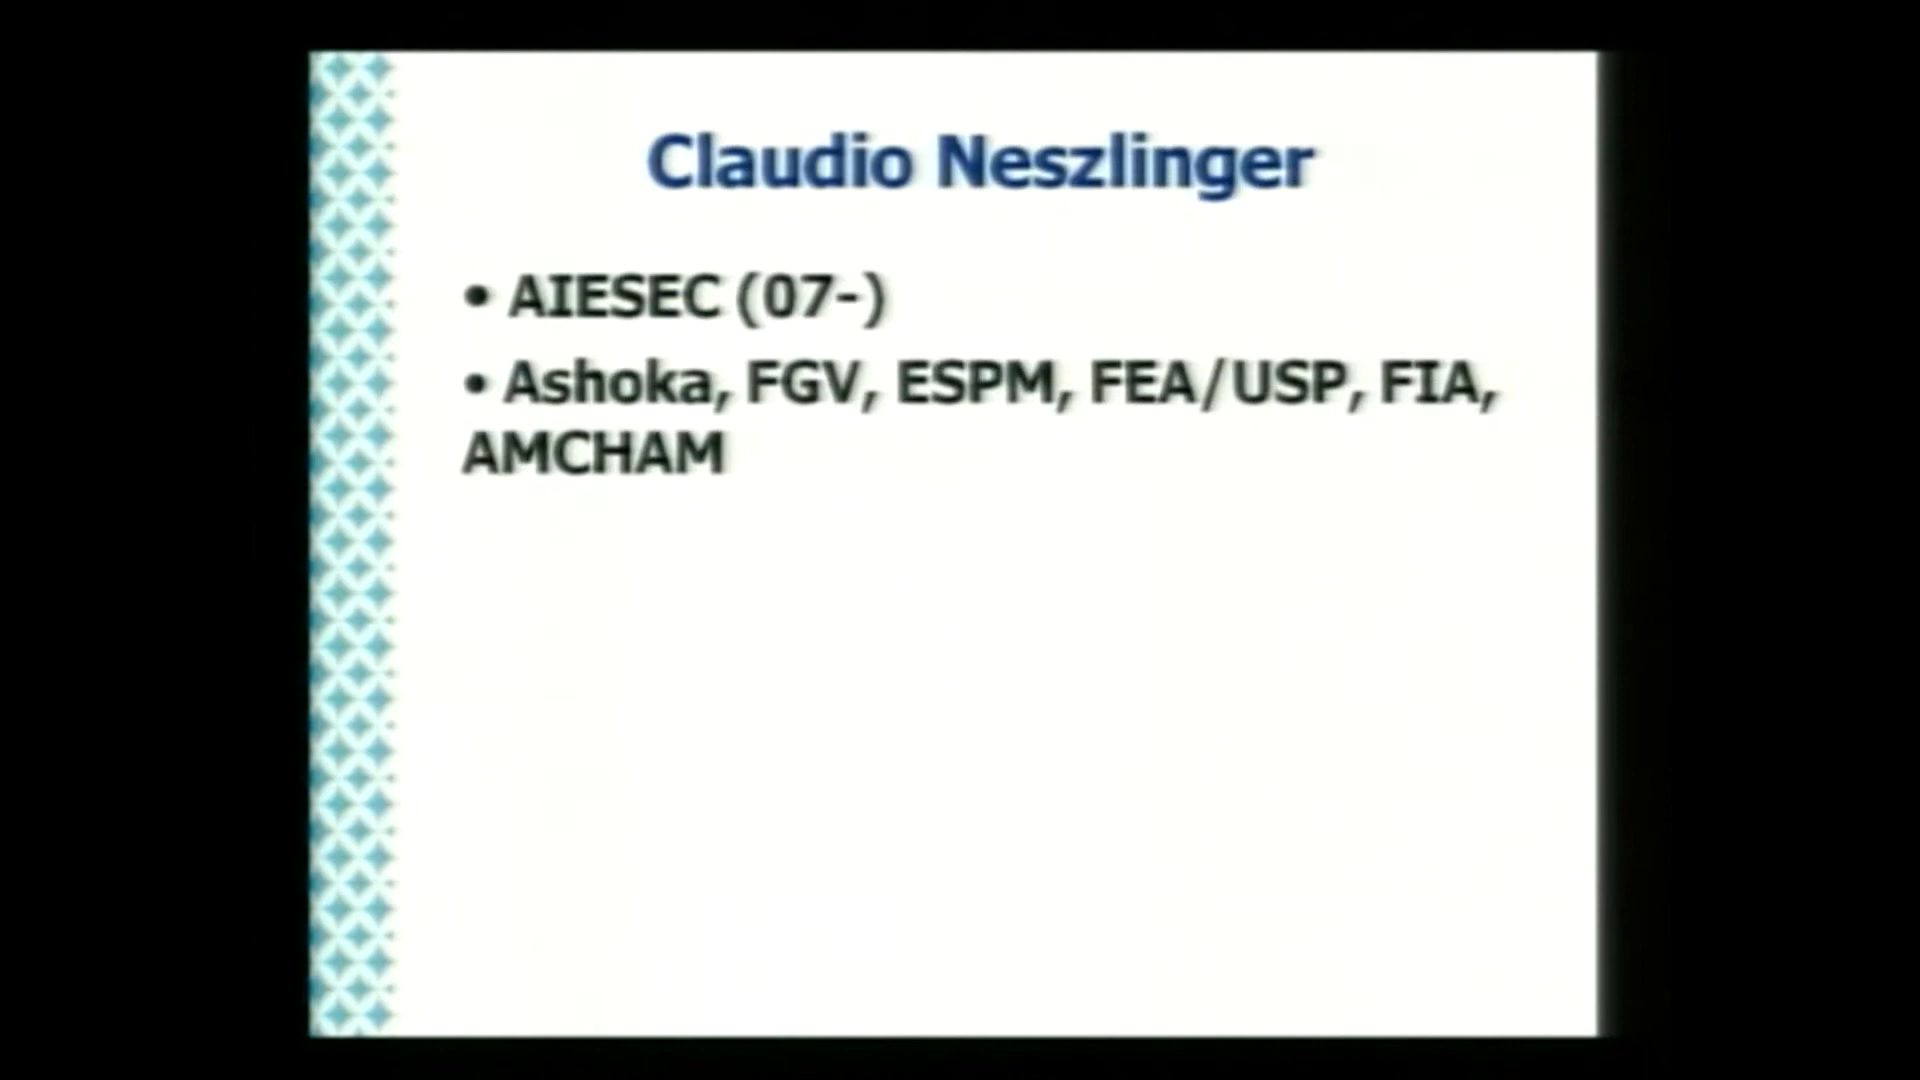 Claudio Neszlinger
• AIESEC (07-)
• Ashoka, FGV, ESPM, FEA/USP, FIA,
AMCHAM